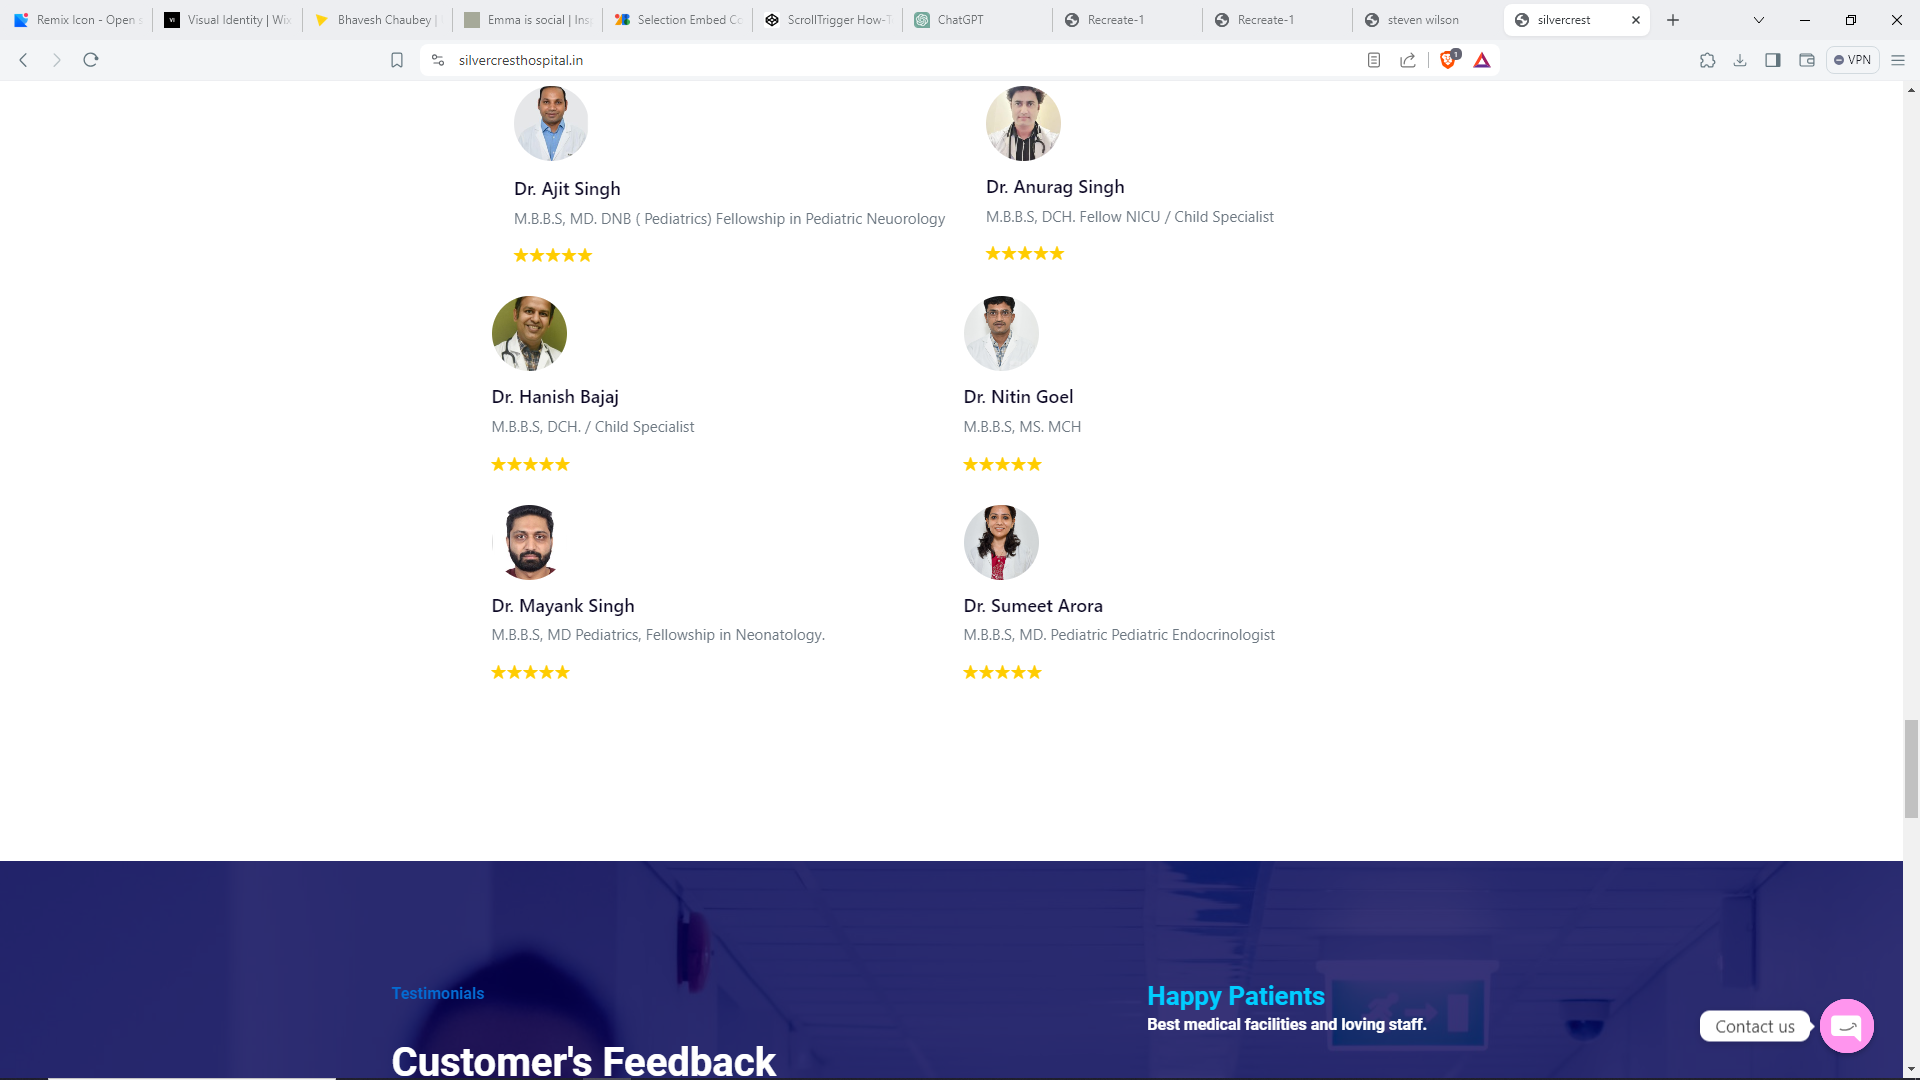 Remix Icon - Open s
Visual Identity | Wix
Bhavesh Chaubey |
Emma is social | Insp
Selection Embed Co
ScrollTrigger How-T
ChatGPT
Recreate-1
Recreate-1
steven wilson
silvercrest
silvercresthospital.in
1
VPN
Dr. Ajit Singh
M.B.B.S, MD. DNB ( Pediatrics) Fellowship in Pediatric Neuorology
Dr. Anurag Singh
M.B.B.S, DCH. Fellow NICU / Child Specialist
Dr. Hanish Bajaj
M.B.B.S, DCH. / Child Specialist
Dr. Nitin Goel
M.B.B.S, MS. MCH
Dr. Mayank Singh
M.B.B.S, MD Pediatrics, Fellowship in Neonatology.
Dr. Sumeet Arora
M.B.B.S, MD. Pediatric Pediatric Endocrinologist
Testimonials
Customer's Feedback
Happy Patients
Best medical facilities and loving staff.
Contact us